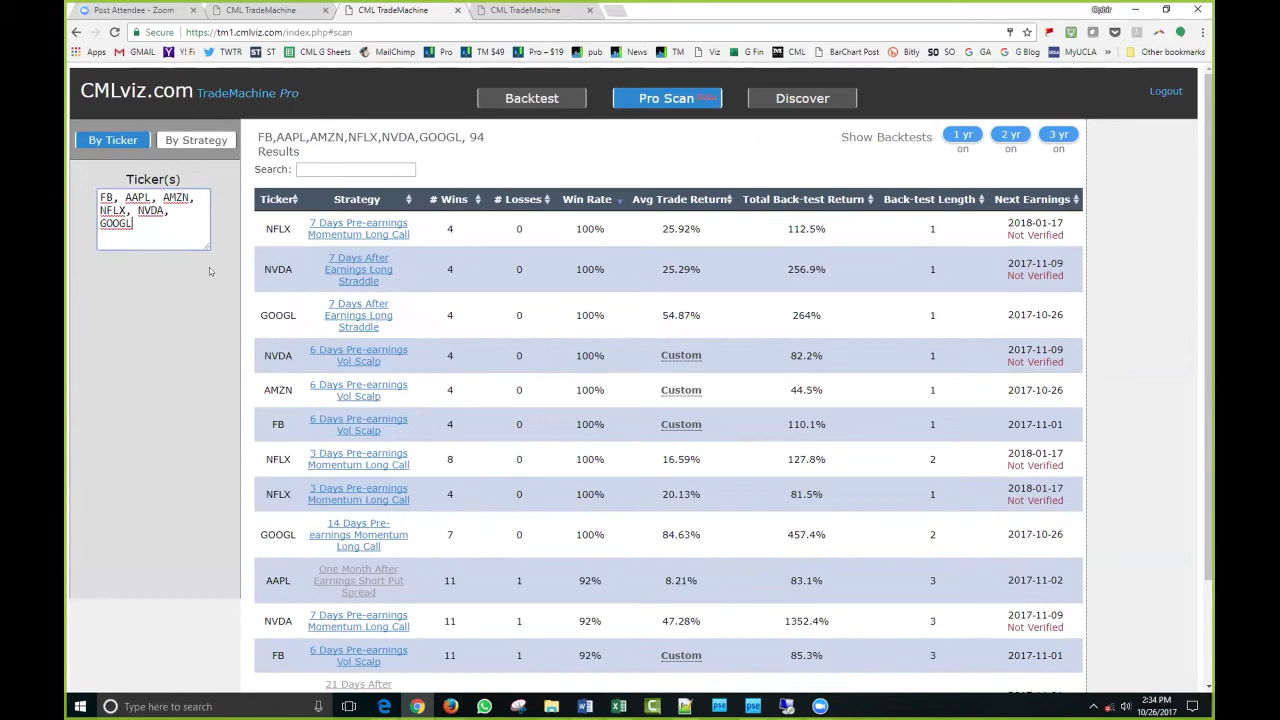 Post Attendee - Zoom
CML TradeMachine
CML TradeMachine
CML TradeMachine
Ophir
Secure
https://tm1.cmlviz.com/index.php#scan
Apps GMAIL Y! Fi TWTR ST CML G Sheets MailChimp Pro TM $49 Pro – $19 pub News TM Viz G Fin CML BarChart Post Bitly SO GA G Blog MyUCLA » Other bookmarks
CMLviz.com TradeMachine Pro
Backtest
Pro Scan Beta
Discover
Logout
By Ticker
By Strategy
Ticker(s)
FB, AAPL, AMZN,
NFLX, NVDA,
GOOGL
FB,AAPL,AMZN,NFLX,NVDA,GOOGL, 94
Results
Show Backtests
1 yr 2 yr 3 yr
on on on
Search:
Ticker Strategy # Wins # Losses Win Rate Avg Trade Return Total Back-test Return Back-test Length Next Earnings
NFLX 7 Days Pre-earnings Momentum Long Call 4 0 100% 25.92% 112.5% 1 2018-01-17 Not Verified
NVDA 7 Days After Earnings Long Straddle 4 0 100% 25.29% 256.9% 1 2017-11-09 Not Verified
GOOGL 7 Days After Earnings Long Straddle 4 0 100% 54.87% 264% 1 2017-10-26
NVDA 6 Days Pre-earnings Vol Scalp 4 0 100% Custom 82.2% 1 2017-11-09 Not Verified
AMZN 6 Days Pre-earnings Vol Scalp 4 0 100% Custom 44.5% 1 2017-10-26
FB 6 Days Pre-earnings Vol Scalp 4 0 100% Custom 110.1% 1 2017-11-01
NFLX 3 Days Pre-earnings Momentum Long Call 8 0 100% 16.59% 127.8% 2 2018-01-17 Not Verified
NFLX 3 Days Pre-earnings Momentum Long Call 4 0 100% 20.13% 81.5% 1 2018-01-17 Not Verified
GOOGL 14 Days Pre-earnings Momentum Long Call 7 0 100% 84.63% 457.4% 2 2017-10-26
AAPL One Month After Earnings Short Put Spread 11 1 92% 8.21% 83.1% 3 2017-11-02
NVDA 7 Days Pre-earnings Momentum Long Call 11 1 92% 47.28% 1352.4% 3 2017-11-09 Not Verified
FB 6 Days Pre-earnings Vol Scalp 11 1 92% Custom 85.3% 3 2017-11-01
21 Days After
Type here to search
2:34 PM
10/26/2017